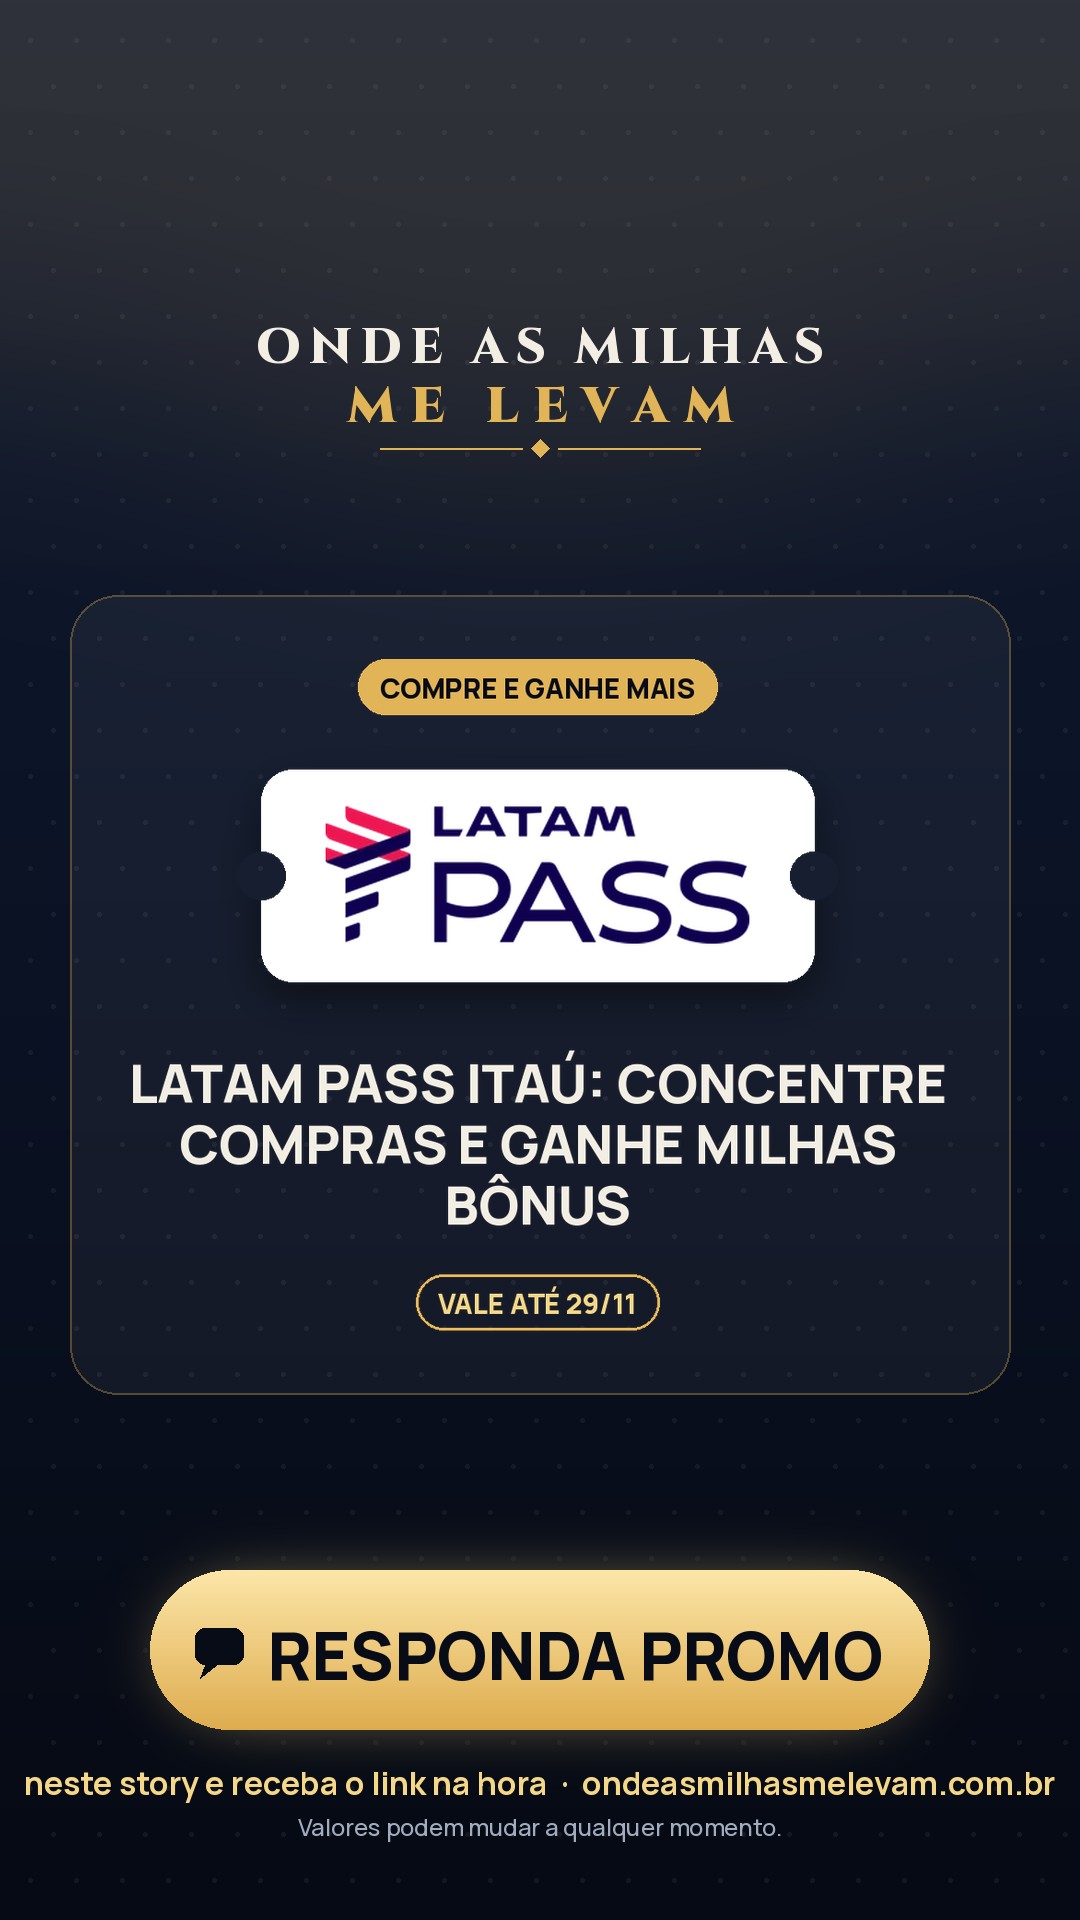 ONDE AS MILHAS
ME LEVAM
COMPRE E GANHE MAIS
LATAM
PASS
LATAM PASS ITAÚ: CONCENTRE
COMPRAS E GANHE MILHAS
BÔNUS
VALE ATÉ 29/11
RESPONDA PROMO
neste story e receba o link na hora · ondeasmilhasmelevam.com.br
Valores podem mudar a qualquer momento.